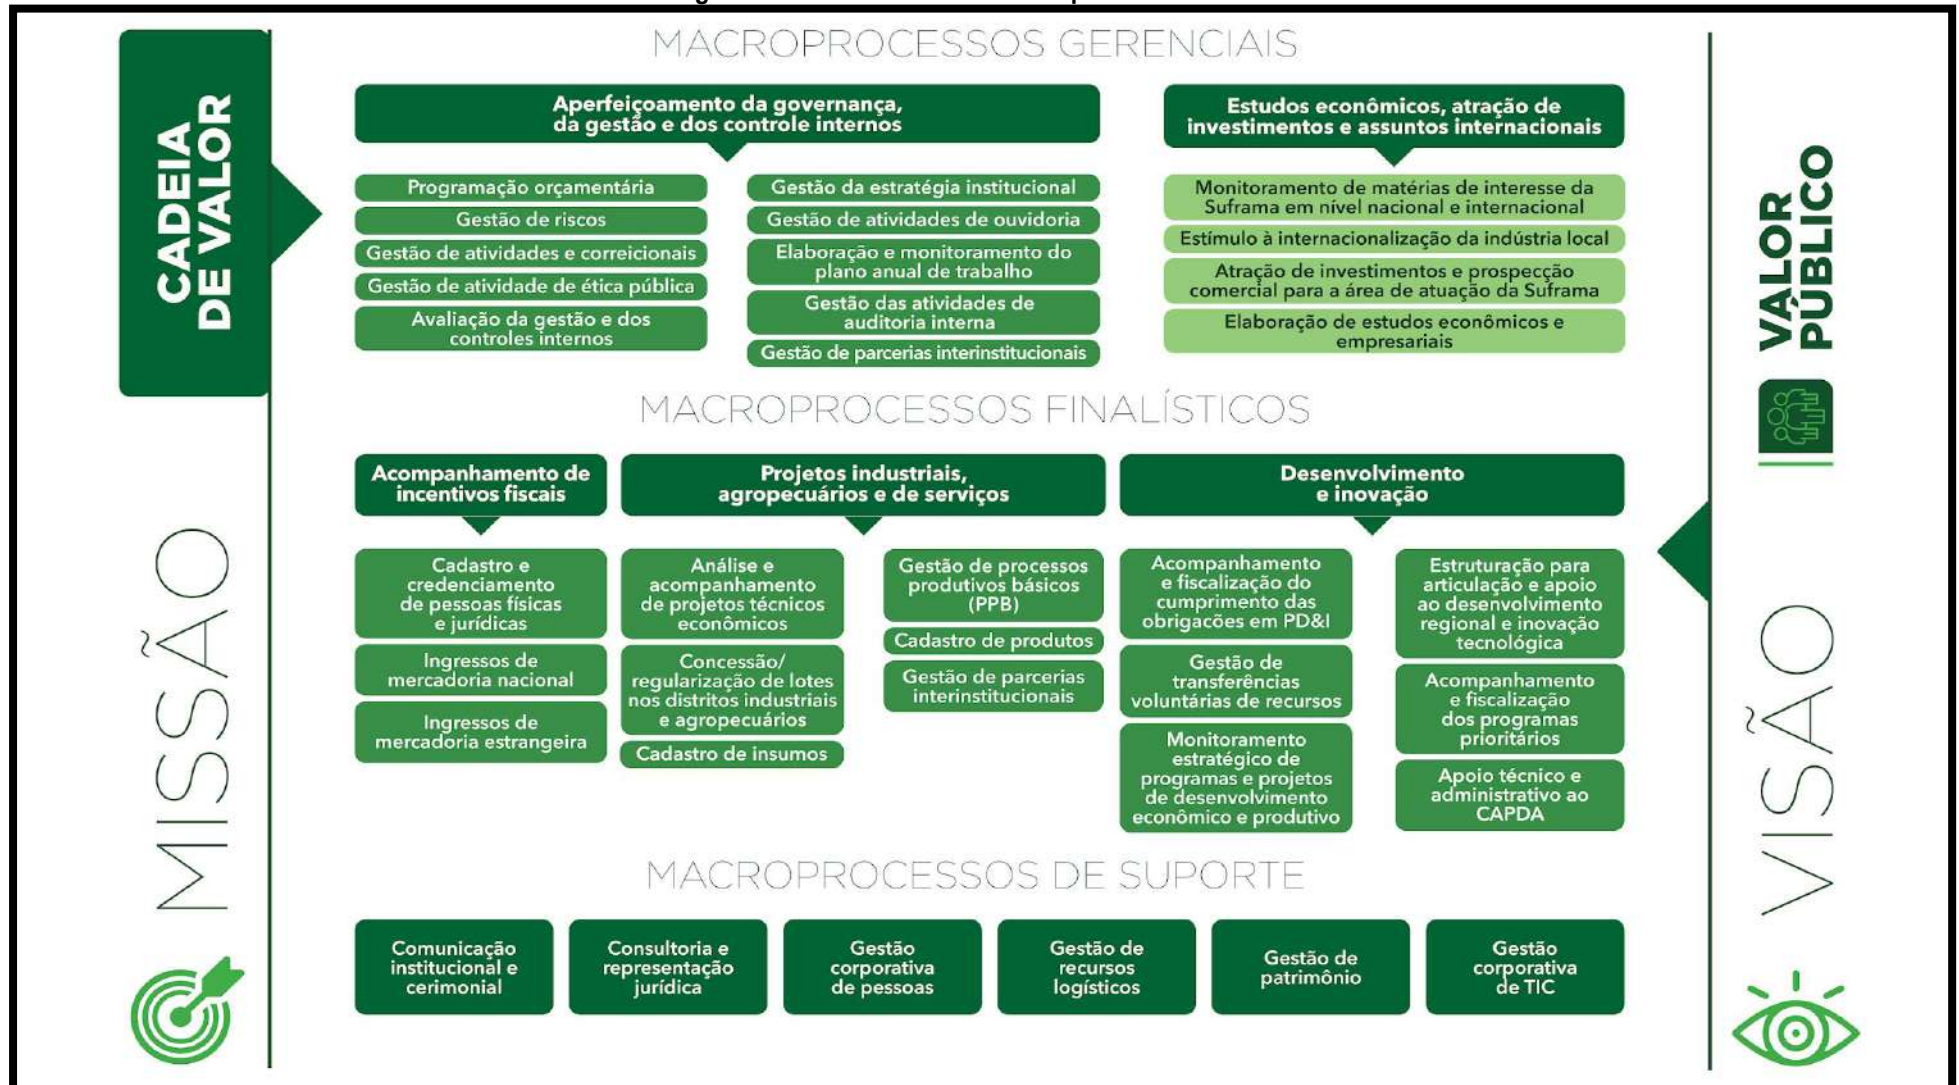 CADEIA
DE VALOR
MISSÃO
MACROPROCESSOS GERENCIAIS
Aperfeiçoamento da governança,
da gestão e dos controle internos
Programação orçamentária
Gestão de riscos
Gestão de atividades e correicionais
Gestão de atividade de ética pública
Avaliação da gestão e dos
controles internos
Gestão da estratégia institucional
Gestão de atividades de ouvidoria
Elaboração e monitoramento do
plano anual de trabalho
Gestão das atividades de
auditoria interna
Gestão de parcerias interinstitucionais
Estudos econômicos, atração de
investimentos e assuntos internacionais
Monitoramento de matérias de interesse da
Suframa em nível nacional e internacional
Estímulo à internacionalização da indústria local
Atração de investimentos e prospecção
comercial para a área de atuação da Suframa
Elaboração de estudos econômicos e
empresariais
MACROPROCESSOS FINALÍSTICOS
Acompanhamento de
incentivos fiscais
Cadastro e
credenciamento
de pessoas físicas
e jurídicas
Ingressos de
mercadoria nacional
Ingressos de
mercadoria estrangeira
Projetos industriais,
agropecuários e de serviços
Análise e
acompanhamento
de projetos técnicos
econômicos
Concessão/
regularização de lotes
nos distritos industriais
e agropecuários
Cadastro de insumos
Gestão de processos
produtivos básicos
(PPB)
Cadastro de produtos
Gestão de parcerias
interinstitucionais
Desenvolvimento
e inovação
Acompanhamento
e fiscalização do
cumprimento das
obrigacões em PD&I
Gestão de
transferências
voluntárias de recursos
Monitoramento
estratégico de
programas e projetos
de desenvolvimento
econômico e produtivo
Estruturação para
articulação e apoio
ao desenvolvimento
regional e inovação
tecnológica
Acompanhamento
e fiscalização
dos programas
prioritários
Apoio técnico e
administrativo ao
CAPDA
MACROPROCESSOS DE SUPORTE
Comunicação
institucional e
cerimonial
Consultoria e
representação
jurídica
Gestão
corporativa
de pessoas
Gestão de
recursos
logísticos
Gestão de
patrimônio
Gestão
corporativa
de TIC
VALOR
PÚBLICO
VISÃO